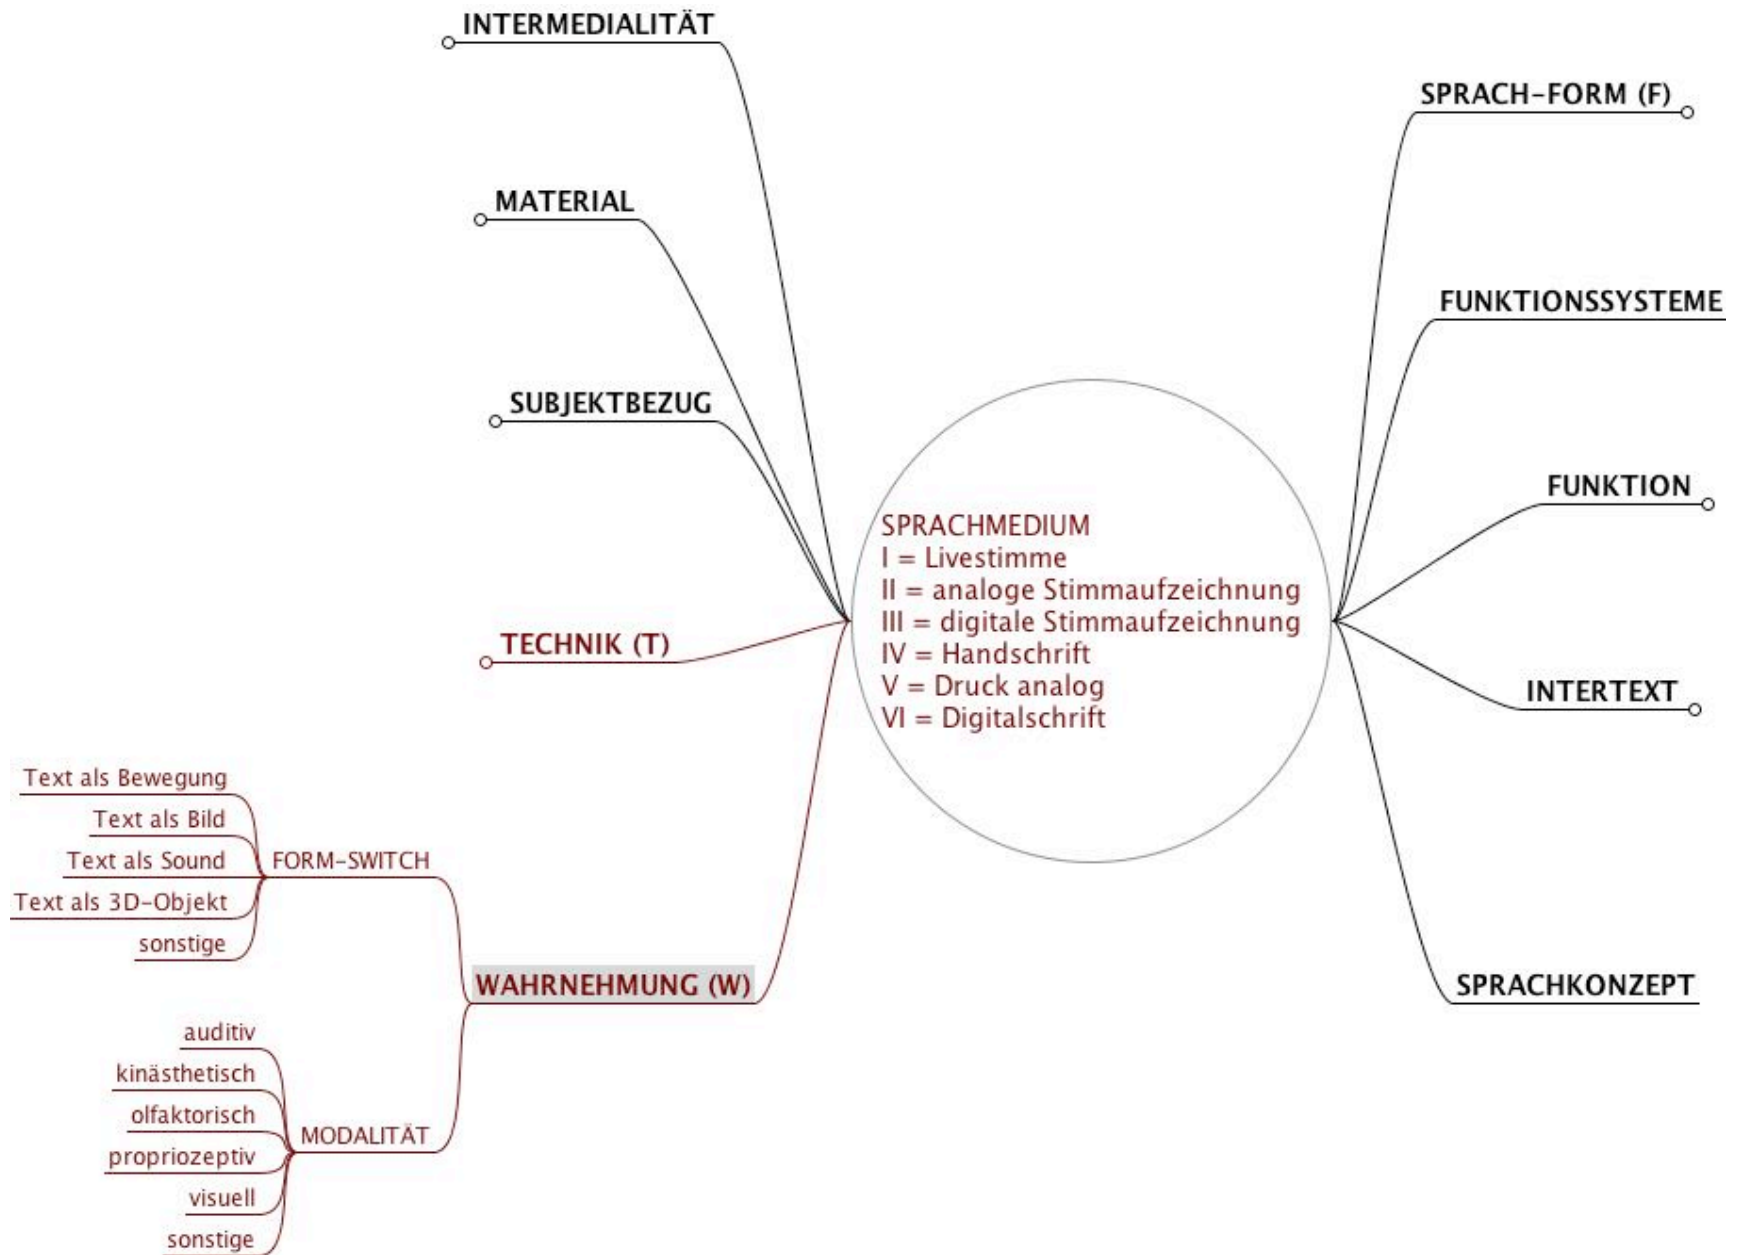 INTERMEDIALITÄT
MATERIAL
SUBJEKTBEZUG
TECHNIK (T)
WAHRNEHMUNG (W)
FORM-SWITCH
Text als Bewegung
Text als Bild
Text als Sound
Text als 3D-Objekt
sonstige
MODALITÄT
auditiv
kinästhetisch
olfaktorisch
propriozeptiv
visuell
sonstige
SPRACHMEDIUM
I = Livestimme
II = analoge Stimmaufzeichnung
III = digitale Stimmaufzeichnung
IV = Handschrift
V = Druck analog
VI = Digitalschrift
SPRACH-FORM (F)
FUNKTIONSSYSTEME
FUNKTION
INTERTEXT
SPRACHKONZEPT